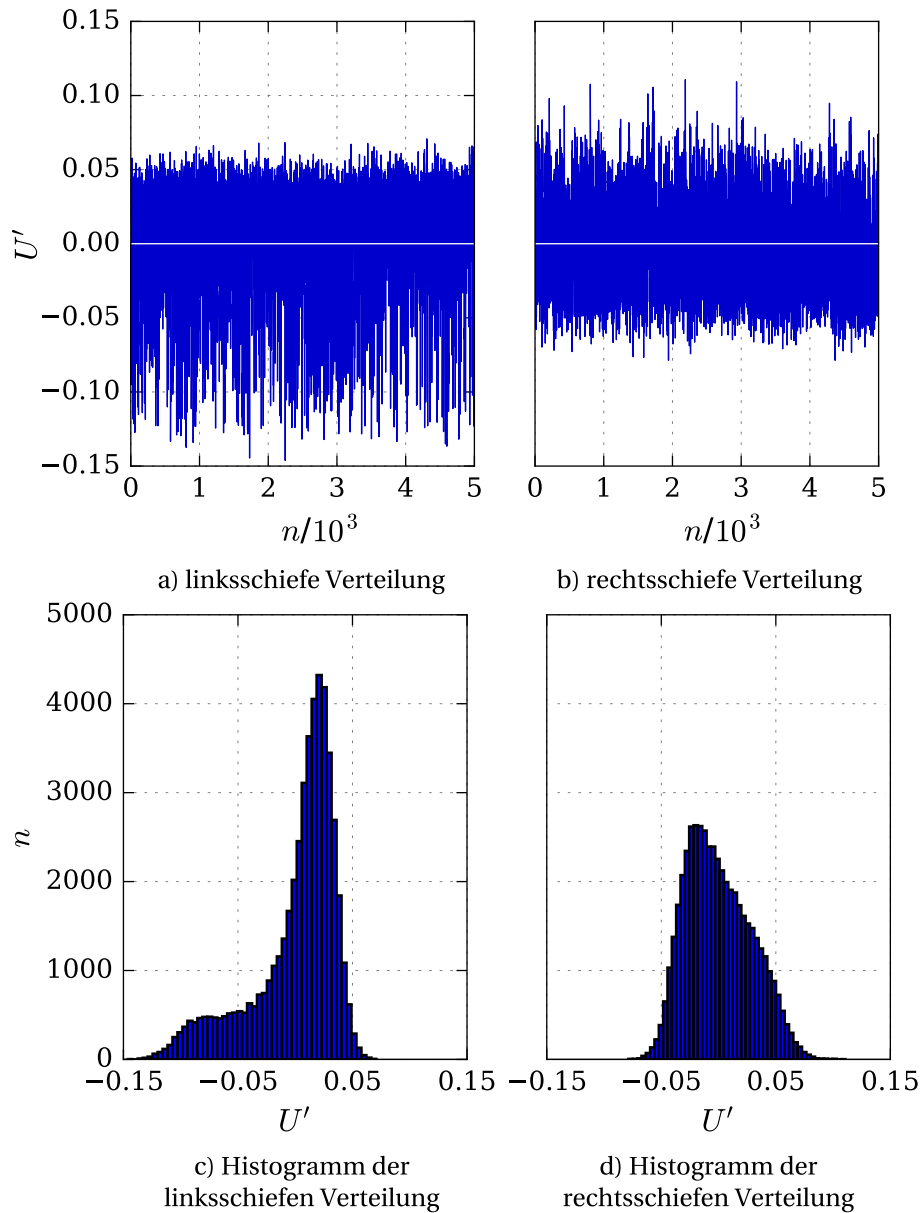 0.15
0.10
0.05
0.00
−0.05
−0.10
−0.15
U′
0 1 2 3 4 5
n/10³
0 1 2 3 4 5
n/10³
a) linksschiefe Verteilung
b) rechtsschiefe Verteilung
5000
4000
3000
2000
1000
0
n
−0.15 −0.05 0.05 0.15
U′
−0.15 −0.05 0.05 0.15
U′
c) Histogramm der
linksschiefen Verteilung
d) Histogramm der
rechtsschiefen Verteilung